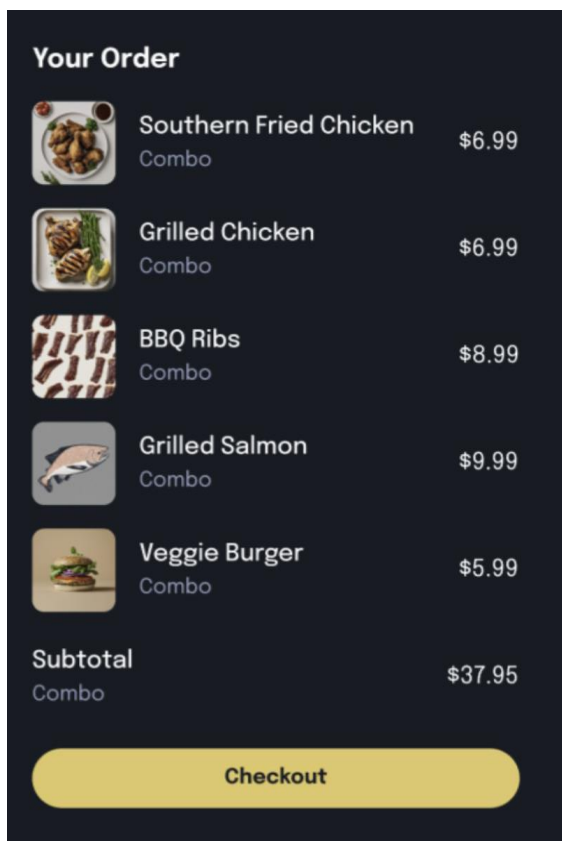 Your Order
Southern Fried Chicken
Combo
$6.99
Grilled Chicken
Combo
$6.99
BBQ Ribs
Combo
$8.99
Grilled Salmon
Combo
$9.99
Veggie Burger
Combo
$5.99
Subtotal
Combo
$37.95
Checkout